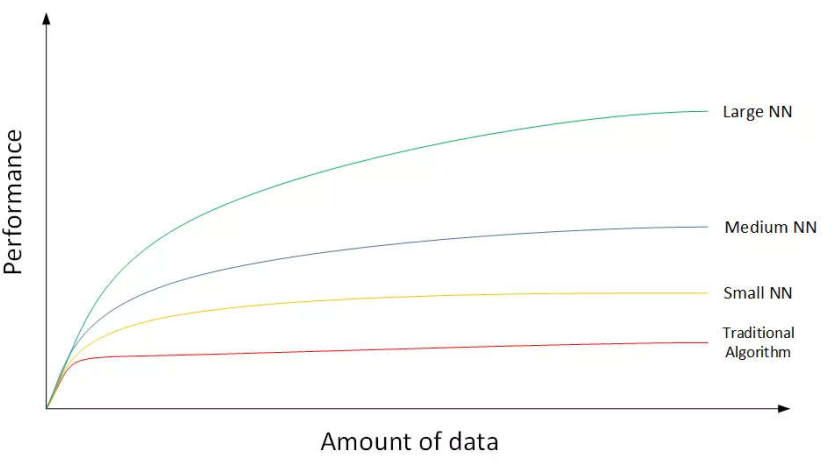 Performance
Large NN
Medium NN
Small NN
Traditional
Algorithm
Amount of data